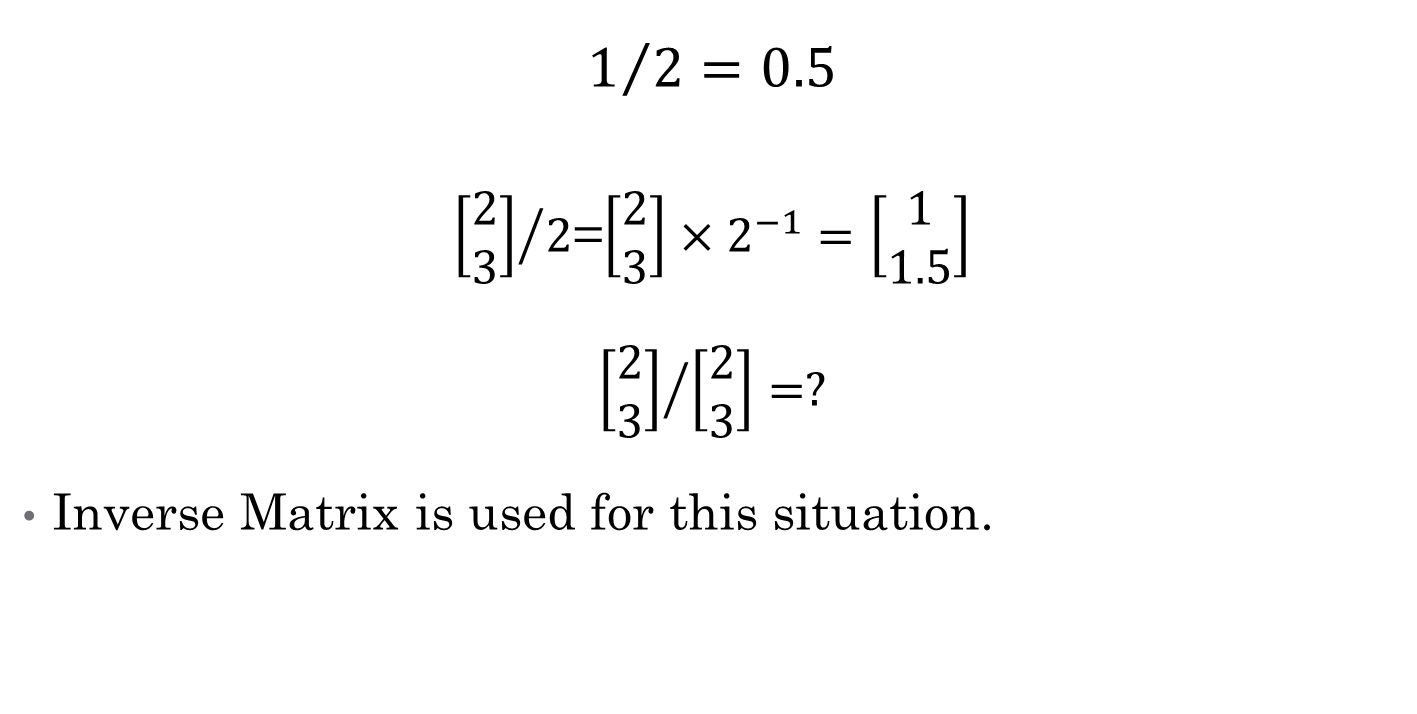 1/2 = 0.5
[2 3]/2=[2 3] × 2⁻¹ = [1 1.5]
[2 3]/[2 3] =?
• Inverse Matrix is used for this situation.